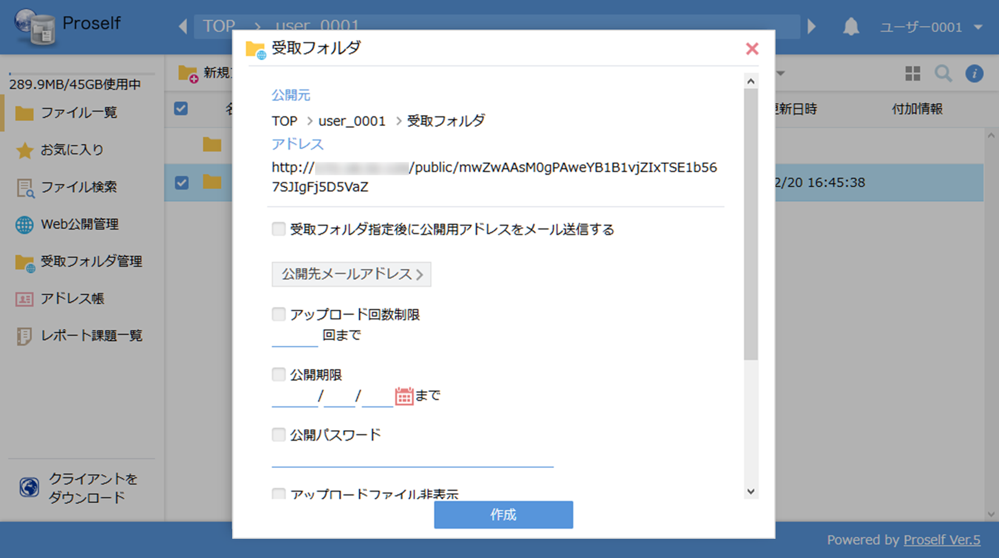 Proself
TOP > user_0001
ユーザー0001
289.9MB/45GB使用中
ファイル一覧
お気に入り
ファイル検索
Web公開管理
受取フォルダ管理
アドレス帳
レポート課題一覧
クライアントを
ダウンロード
新規
更新日時
付加情報
2/20 16:45:38
受取フォルダ
公開元
TOP > user_0001 > 受取フォルダ
アドレス
http:// /public/mwZwAAsM0gPAweYB1B1vjZIxTSE1b56
7SJIgFj5D5VaZ
受取フォルダ指定後に公開用アドレスをメール送信する
公開先メールアドレス >
アップロード回数制限
回まで
公開期限
/ / まで
公開パスワード
アップロードファイル非表示
作成
Powered by Proself Ver.5